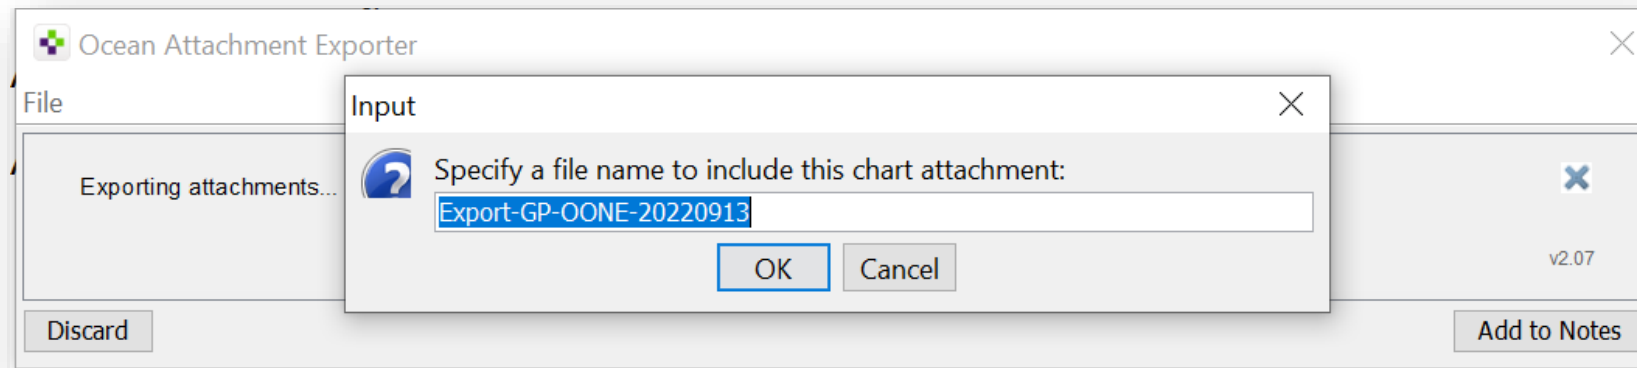 Ocean Attachment Exporter
File
Input
Specify a file name to include this chart attachment:
Exporting attachments...
Export-GP-OONE-20220913
OK Cancel
v2.07
Discard
Add to Notes